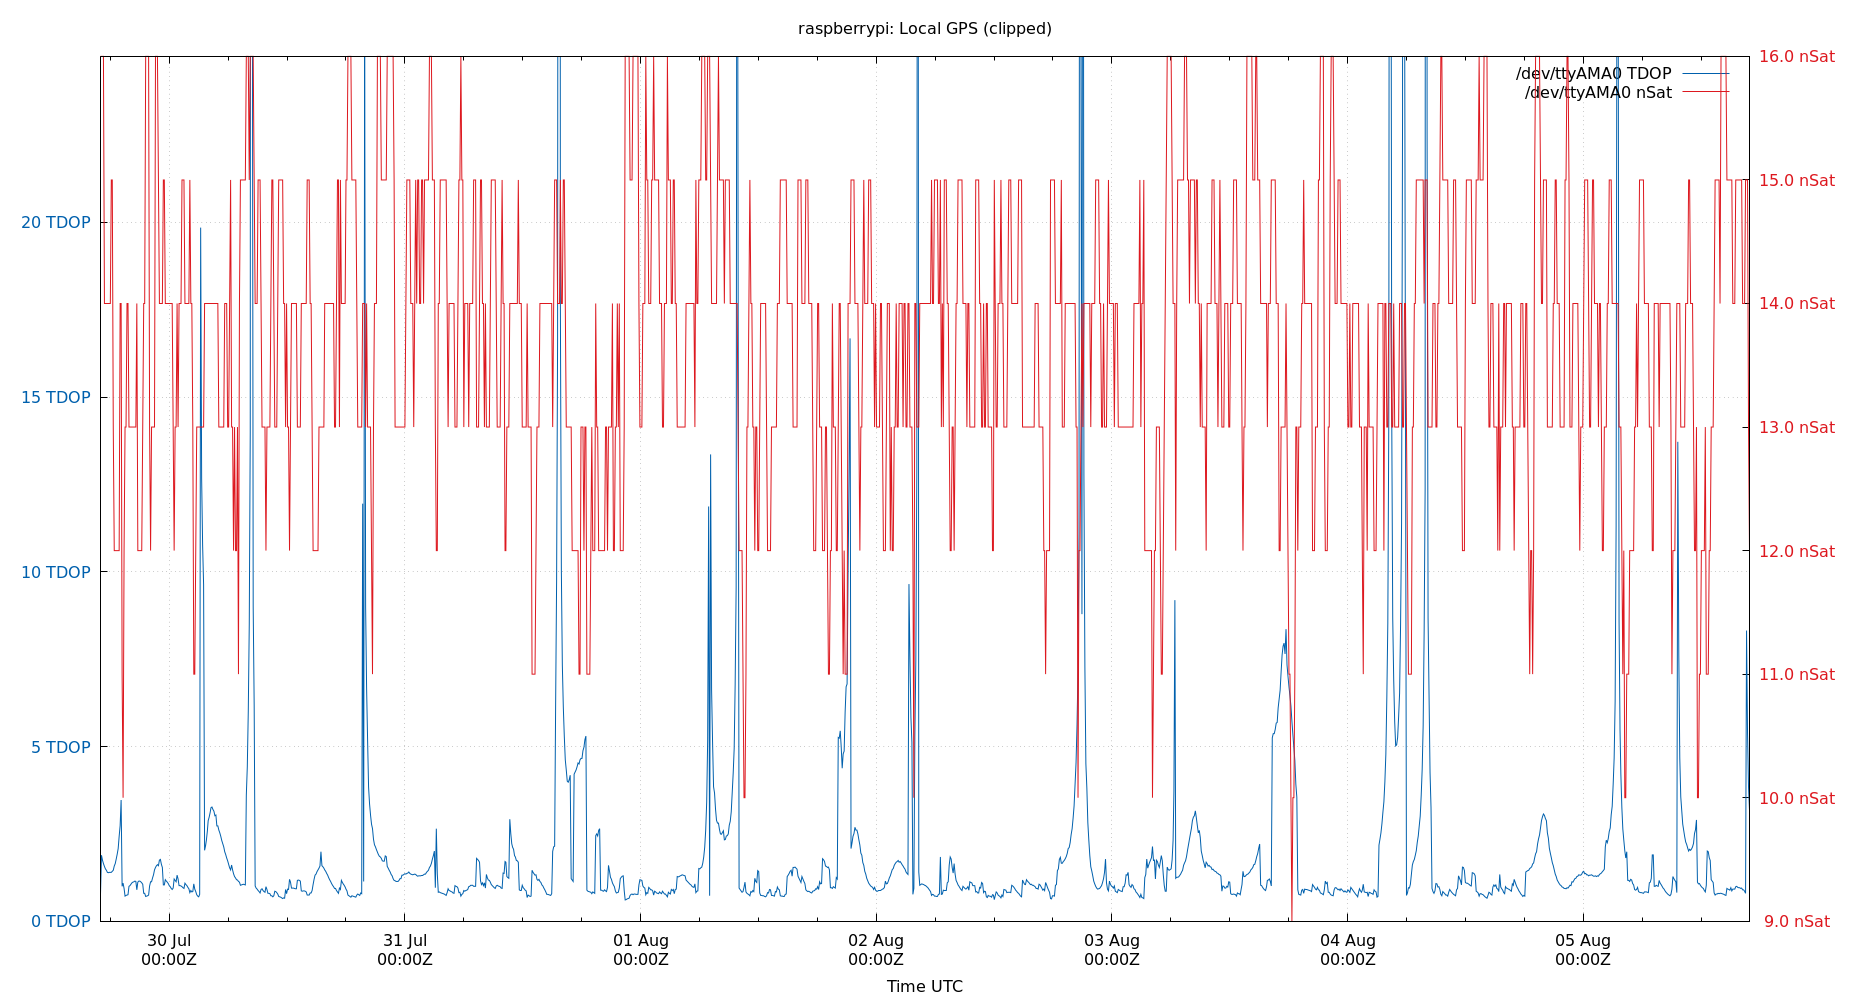 raspberrypi: Local GPS (clipped)
/dev/ttyAMA0 TDOP
/dev/ttyAMA0 nSat
20 TDOP
15 TDOP
10 TDOP
5 TDOP
0 TDOP
16.0 nSat
15.0 nSat
14.0 nSat
13.0 nSat
12.0 nSat
11.0 nSat
10.0 nSat
9.0 nSat
30 Jul
00:00Z
31 Jul
00:00Z
01 Aug
00:00Z
02 Aug
00:00Z
03 Aug
00:00Z
04 Aug
00:00Z
05 Aug
00:00Z
Time UTC